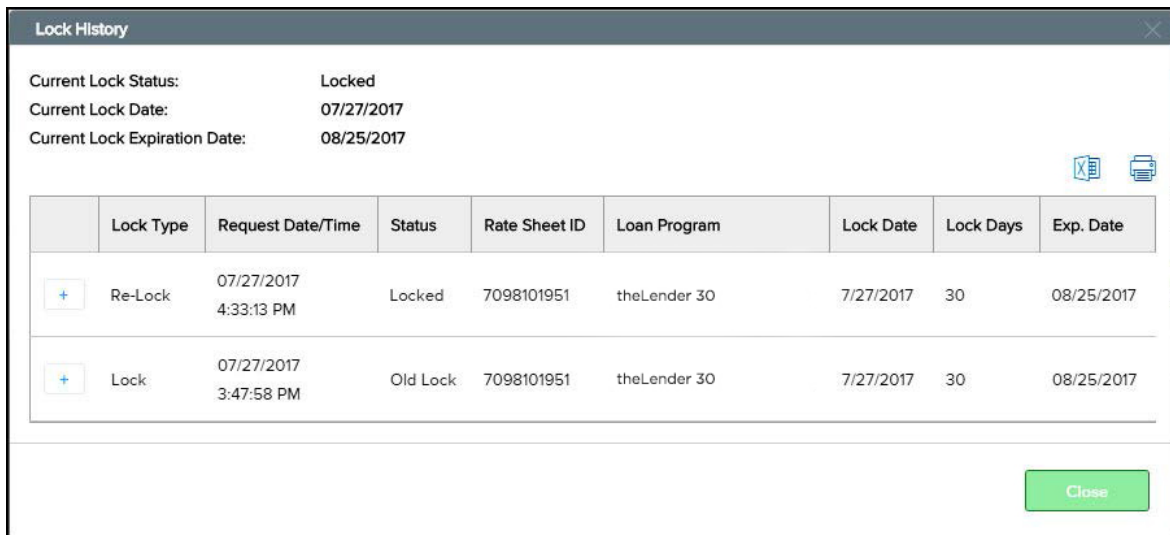 Lock History
Current Lock Status: Locked
Current Lock Date: 07/27/2017
Current Lock Expiration Date: 08/25/2017
Lock Type Request Date/Time Status Rate Sheet ID Loan Program Lock Date Lock Days Exp. Date
+ Re-Lock 07/27/2017 4:33:13 PM Locked 7098101951 theLender 30 7/27/2017 30 08/25/2017
+ Lock 07/27/2017 3:47:58 PM Old Lock 7098101951 theLender 30 7/27/2017 30 08/25/2017
Close